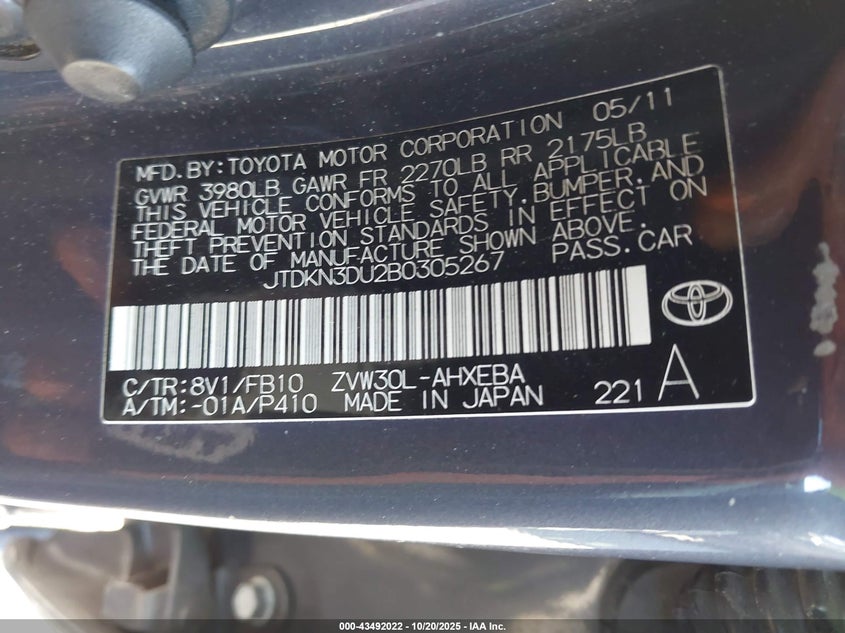 MFD.BY:TOYOTA MOTOR CORPORATION 05/11
GVWR 3980LB GAWR FR 2270LB RR 2175LB
THIS VEHICLE CONFORMS TO ALL APPLICABLE
FEDERAL MOTOR VEHICLE SAFETY,BUMPER,AND
THEFT PREVENTION STANDARDS IN EFFECT ON
THE DATE OF MANUFACTURE SHOWN ABOVE.
JTDKN3DU2B0305267 PASS.CAR
C/TR:8V1/FB10 ZVW30L-AHXEBA
A/TM:-01A/P410 MADE IN JAPAN 221 A
000-43492022 | 10/20/2025 | IAA Inc.